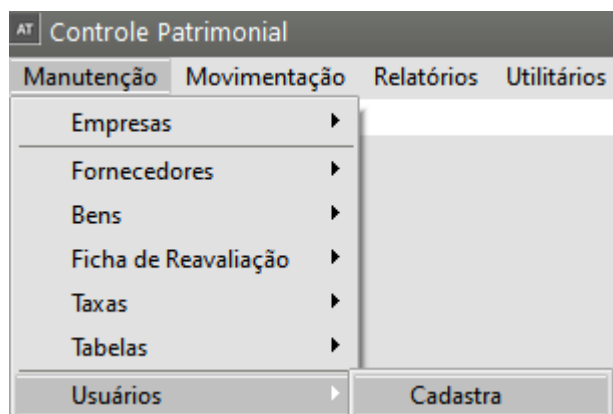 AT Controle Patrimonial
Manutenção Movimentação Relatórios Utilitários
Empresas
Fornecedores
Bens
Ficha de Reavaliação
Taxas
Tabelas
Usuários Cadastra